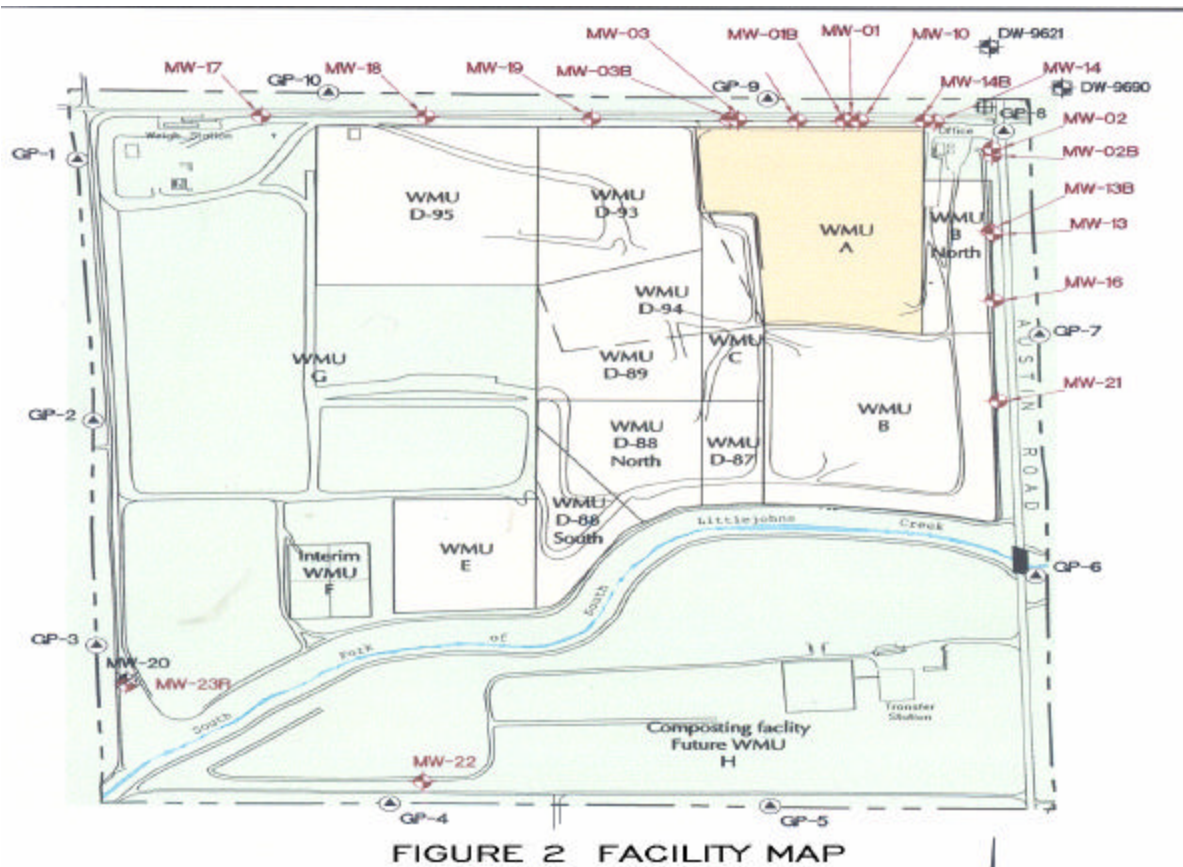 MW-03
MW-01B
MW-01
MW-10
DW-9621
MW-17
GP-10
MW-18
MW-19
MW-03B
GP-9
MW-14B
MW-14
DW-9690
Weigh Station
Office
GP-8
MW-02
GP-1
MW-02B
WMU
D-95
WMU
D-93
WMU
A
WMU
B
North
MW-13B
MW-13
WMU
D-94
MW-16
AUSTIN ROAD
GP-7
WMU
G
WMU
D-89
WMU
C
MW-21
GP-2
WMU
D-88
North
WMU
D-87
WMU
B
WMU
D-88
South
Interim
WMU
F
WMU
E
South Fork of South Littlejohns Creek
GP-6
GP-3
MW-20
MW-23R
Transfer
Station
Composting facility
Future WMU
H
MW-22
GP-4
GP-5
FIGURE 2 FACILITY MAP